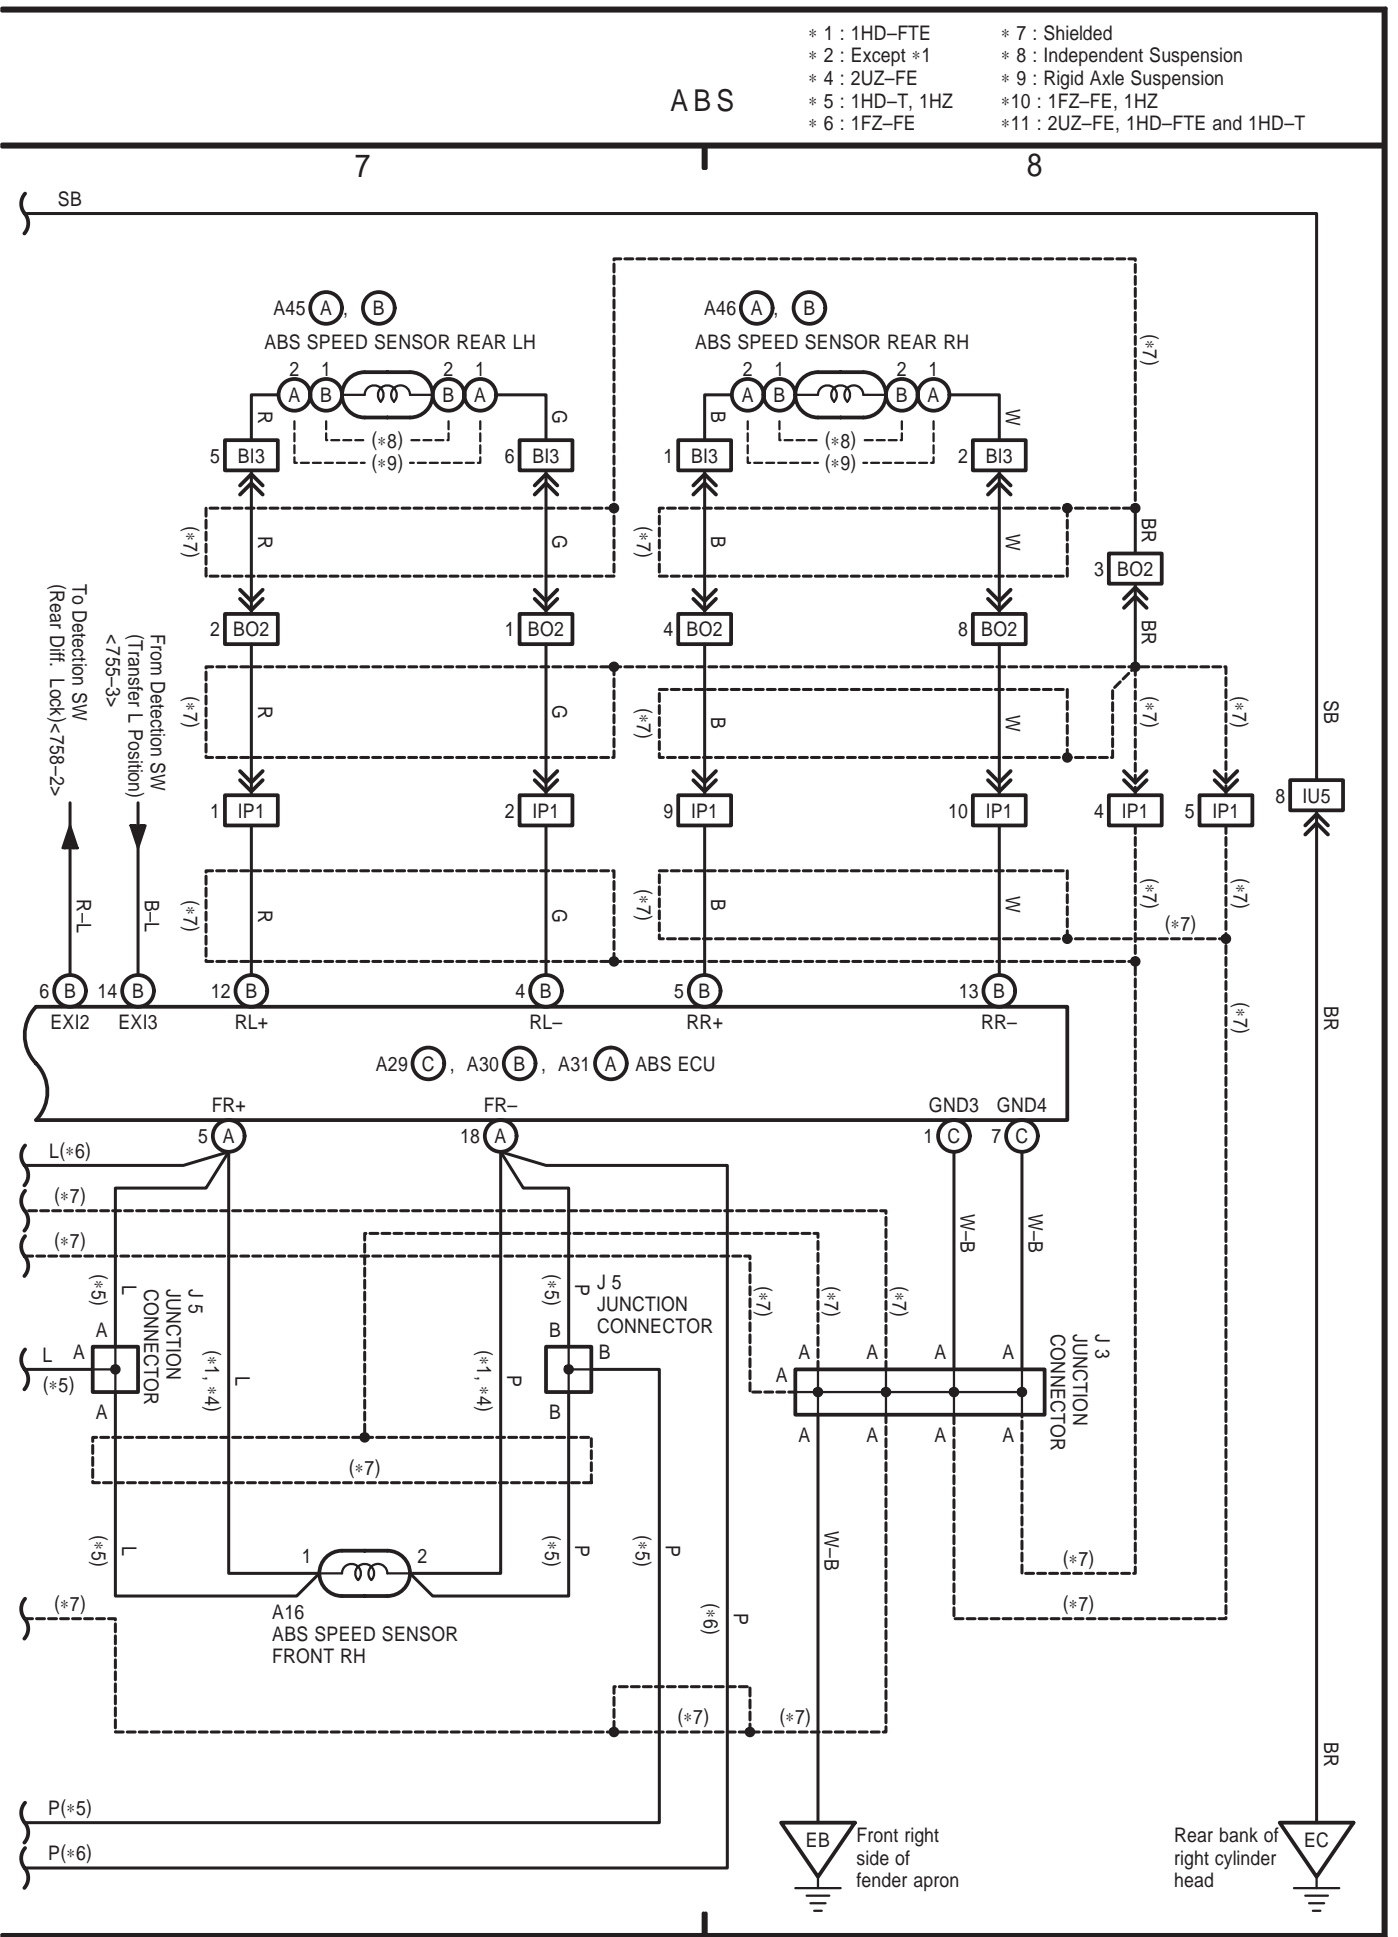 ABS
∗ 1 : 1HD–FTE
∗ 2 : Except ∗1
∗ 4 : 2UZ–FE
∗ 5 : 1HD–T, 1HZ
∗ 6 : 1FZ–FE
∗ 7 : Shielded
∗ 8 : Independent Suspension
∗ 9 : Rigid Axle Suspension
∗10 : 1FZ–FE, 1HZ
∗11 : 2UZ–FE, 1HD–FTE and 1HD–T
7
8
SB
A45 A, B
ABS SPEED SENSOR REAR LH
A46 A, B
ABS SPEED SENSOR REAR RH
(∗7)
2 1 2 1
A B B A
2 1 2 1
A B B A
R
(∗8)
(∗9)
G
B
(∗8)
(∗9)
W
5 BI3
6 BI3
1 BI3
2 BI3
(∗7)
R
G
(∗7)
B
W
BR
3 BO2
BR
2 BO2
1 BO2
4 BO2
8 BO2
To Detection SW
(Rear Diff. Lock)<758–2>
From Detection SW
(Transfer L Position)
<755–3>
(∗7)
R
G
(∗7)
B
W
(∗7)
(∗7)
SB
1 IP1
2 IP1
9 IP1
10 IP1
4 IP1
5 IP1
8 IU5
R–L
B–L
(∗7)
R
G
(∗7)
B
W
(∗7)
(∗7)
(∗7)
6 B
14 B
12 B
4 B
5 B
13 B
EXI2
EXI3
RL+
RL–
RR+
RR–
(∗7)
BR
A29 C, A30 B, A31 A ABS ECU
FR+
FR–
GND3
GND4
5 A
18 A
1 C
7 C
L(∗6)
(∗7)
(∗7)
W–B
W–B
(∗5)
L
J 5
JUNCTION
CONNECTOR
(∗5)
P
J 5
JUNCTION
CONNECTOR
(∗7)
(∗7)
(∗7)
J 3
JUNCTION
CONNECTOR
A
L
A
(∗5)
A
(∗1, ∗4)
L
(∗1, ∗4)
P
B
B
B
A A A A
A
A A A A
(∗7)
(∗5)
L
1
2
(∗5)
P
(∗5)
P
W–B
(∗7)
(∗7)
(∗7)
A16
ABS SPEED SENSOR
FRONT RH
(∗6)
P
(∗7)
(∗7)
BR
P(∗5)
P(∗6)
EB
Front right
side of
fender apron
Rear bank of
right cylinder
head
EC